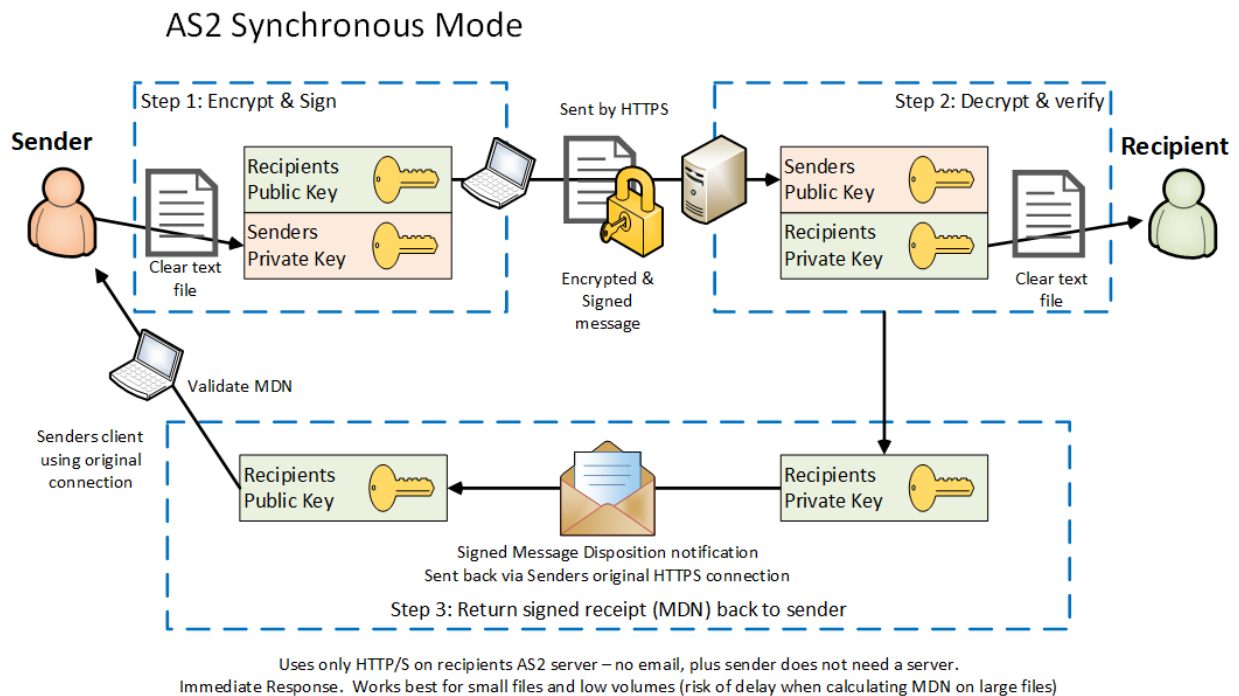 AS2 Synchronous Mode
Step 1: Encrypt & Sign
Sender
Recipients
Public Key
Senders
Private Key
Clear text
file
Sent by HTTPS
Encrypted &
Signed
message
Step 2: Decrypt & verify
Recipient
Senders
Public Key
Recipients
Private Key
Clear text
file
Validate MDN
Senders client
using original
connection
Recipients
Public Key
Recipients
Private Key
Signed Message Disposition notification
Sent back via Senders original HTTPS connection
Step 3: Return signed receipt (MDN) back to sender
Uses only HTTP/S on recipients AS2 server – no email, plus sender does not need a server.
Immediate Response.  Works best for small files and low volumes (risk of delay when calculating MDN on large files)